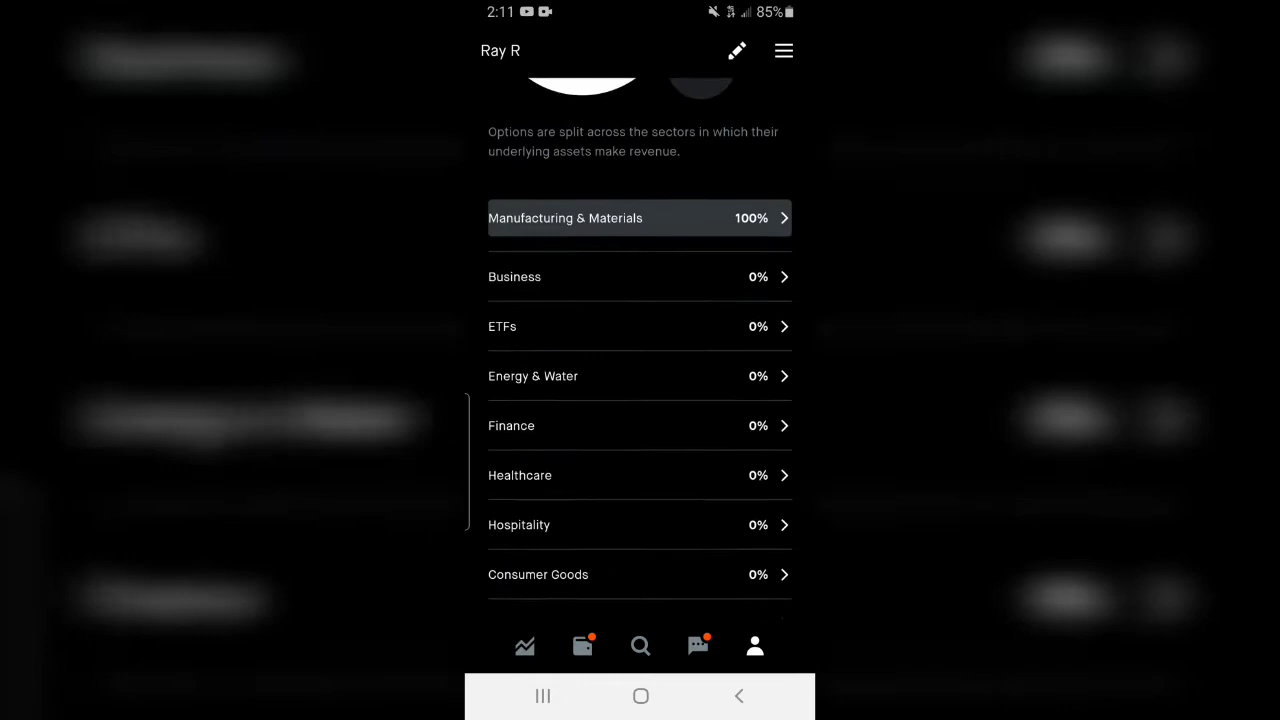 2:11 85%
Ray R
Options are split across the sectors in which their
underlying assets make revenue.
Manufacturing & Materials 100%
Business 0%
ETFs 0%
Energy & Water 0%
Finance 0%
Healthcare 0%
Hospitality 0%
Consumer Goods 0%